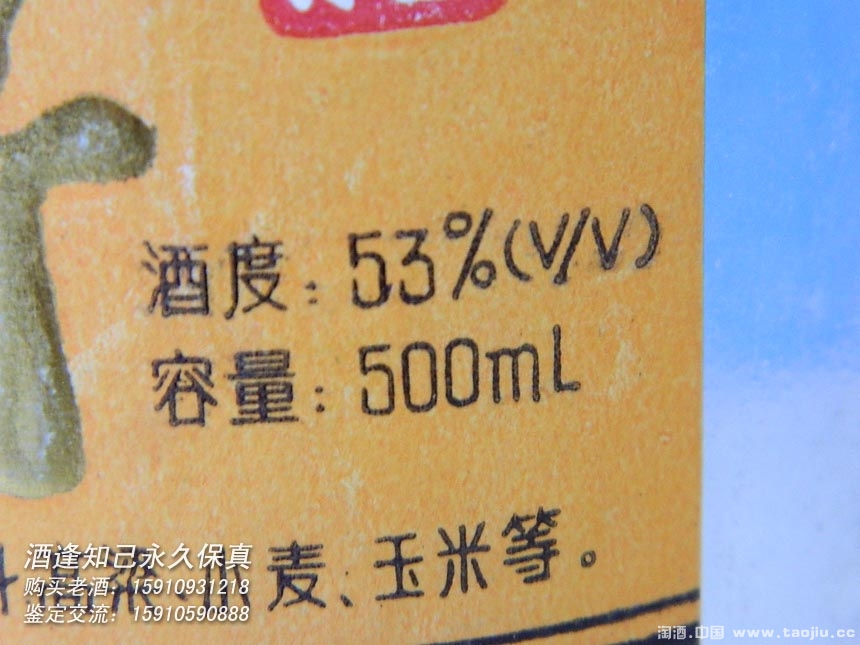 酒度：53%(V/V)
容量：500mL
麦、玉米等。
酒逢知己永久保真
购买老酒：15910931218
鉴定交流：15910590888
淘酒.中国 www.taojiu.cc